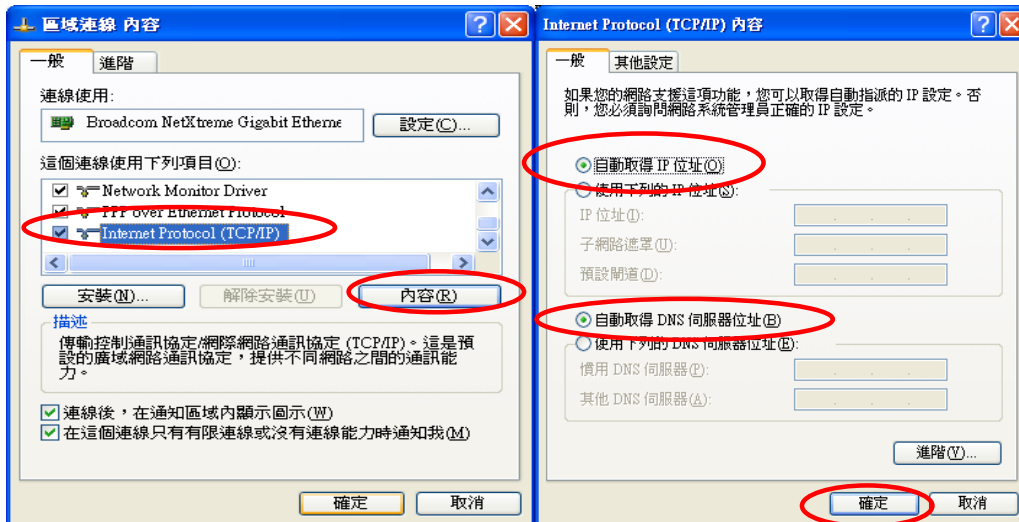 區域連線 內容
一般
進階
連線使用:
Broadcom NetXtreme Gigabit Etherne
設定(C)...
這個連線使用下列項目(O):
Network Monitor Driver
PPP over Ethernet Protocol
Internet Protocol (TCP/IP)
安裝(N)...
解除安裝(U)
內容(R)
描述
傳輸控制通訊協定/網際網路通訊協定 (TCP/IP)。這是預
設的廣域網路通訊協定，提供不同網路之間的通訊能
力。
連線後，在通知區域內顯示圖示(W)
在這個連線只有有限連線或沒有連線能力時通知我(M)
確定
取消
Internet Protocol (TCP/IP) 內容
一般
其他設定
如果您的網路支援這項功能，您可以取得自動指派的 IP 設定。否
則，您必須詢問網路系統管理員正確的 IP 設定。
自動取得 IP 位址(O)
使用下列的 IP 位址(S):
IP 位址(I):
子網路遮罩(U):
預設閘道(D):
自動取得 DNS 伺服器位址(B)
使用下列的 DNS 伺服器位址(E):
慣用 DNS 伺服器(P):
其他 DNS 伺服器(A):
進階(V)...
確定
取消